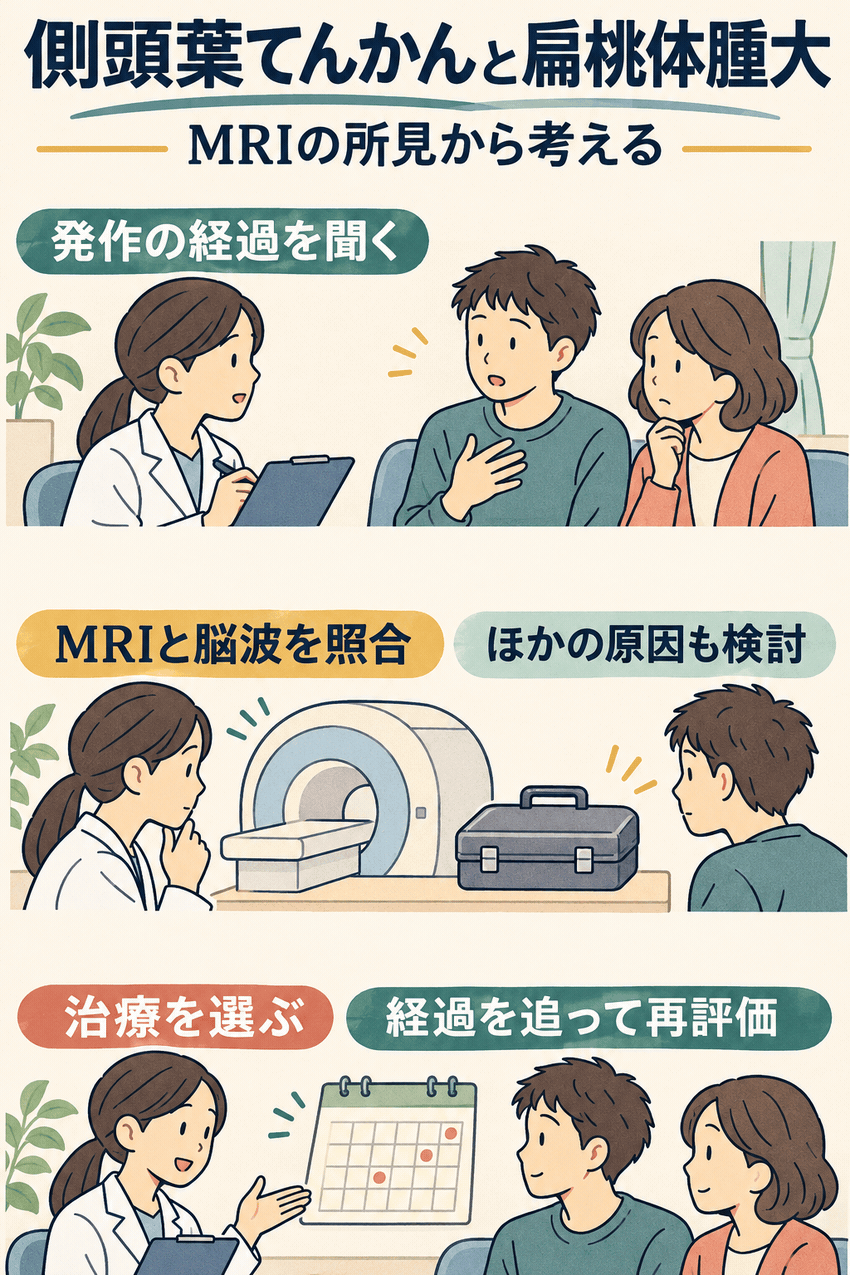 側頭葉てんかんと扁桃体腫大
MRIの所見から考える
発作の経過を聞く
MRIと脳波を照合
ほかの原因も検討
治療を選ぶ
経過を追って再評価